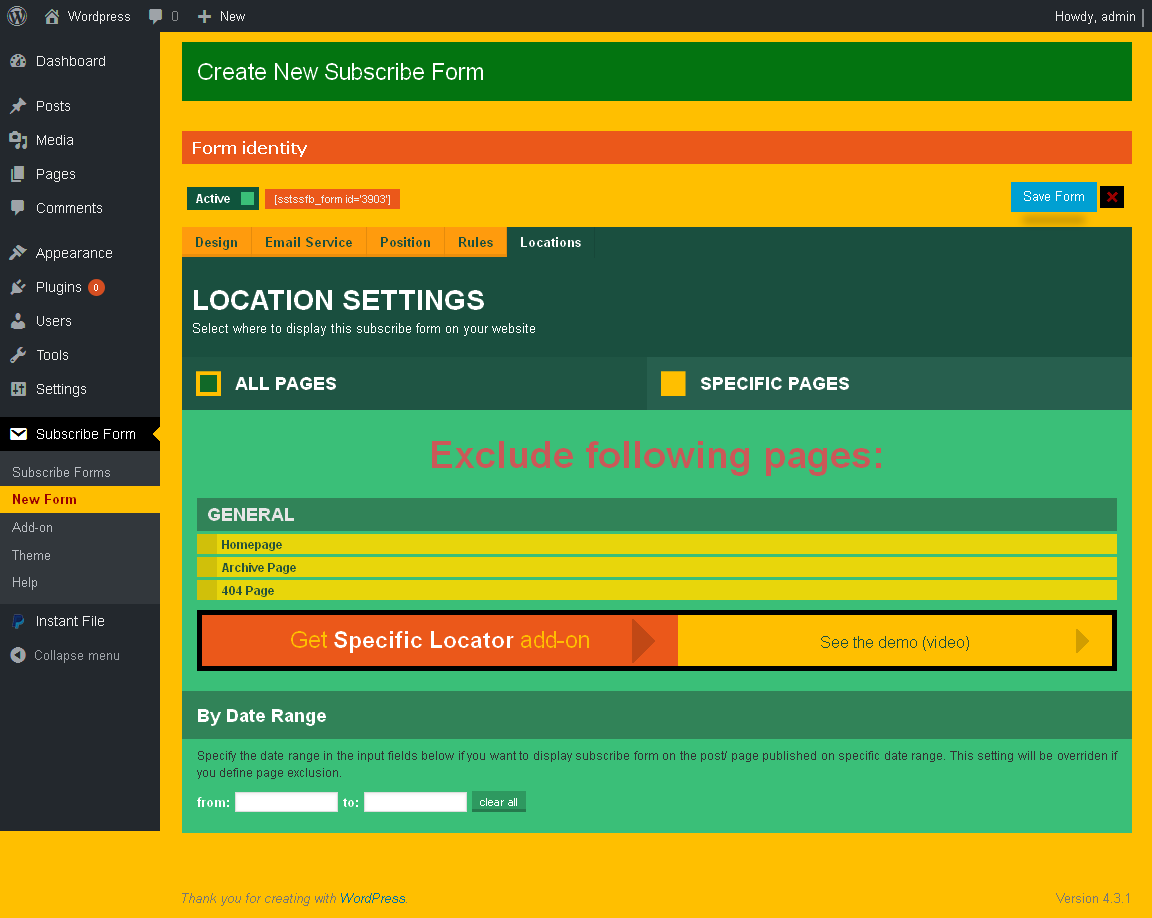 Wordpress 0 New Howdy, admin
Dashboard
Posts
Media
Pages
Comments
Appearance
Plugins 0
Users
Tools
Settings
Subscribe Form
Subscribe Forms
New Form
Add-on
Theme
Help
Instant File
Collapse menu
Create New Subscribe Form
Form identity
Active [sstssfb_form id='3903'] Save Form
Design Email Service Position Rules Locations
LOCATION SETTINGS
Select where to display this subscribe form on your website
ALL PAGES SPECIFIC PAGES
Exclude following pages:
GENERAL
Homepage
Archive Page
404 Page
Get Specific Locator add-on See the demo (video)
By Date Range
Specify the date range in the input fields below if you want to display subscribe form on the post/ page published on specific date range. This setting will be overriden if
you define page exclusion.
from: to: clear all
Thank you for creating with WordPress. Version 4.3.1